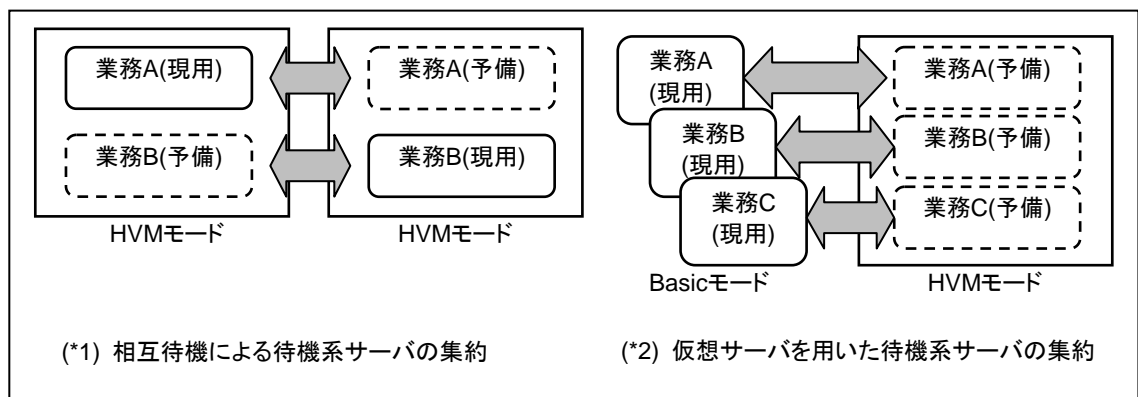 業務A(現用)
業務A(予備)
業務B(予備)
業務B(現用)
HVMモード
HVMモード
(*1) 相互待機による待機系サーバの集約
業務A
(現用)
業務B
(現用)
業務C
(現用)
業務A(予備)
業務B(予備)
業務C(予備)
Basicモード
HVMモード
(*2) 仮想サーバを用いた待機系サーバの集約